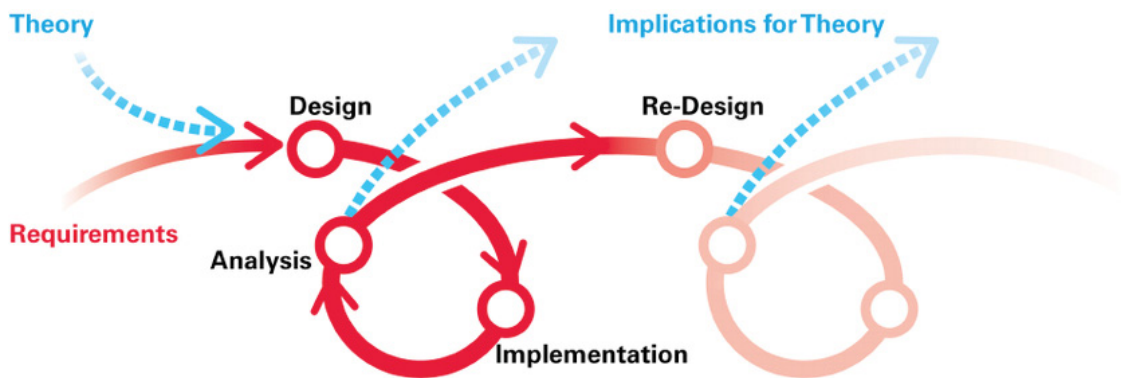 Theory
Implications for Theory
Design
Re-Design
Requirements
Analysis
Implementation